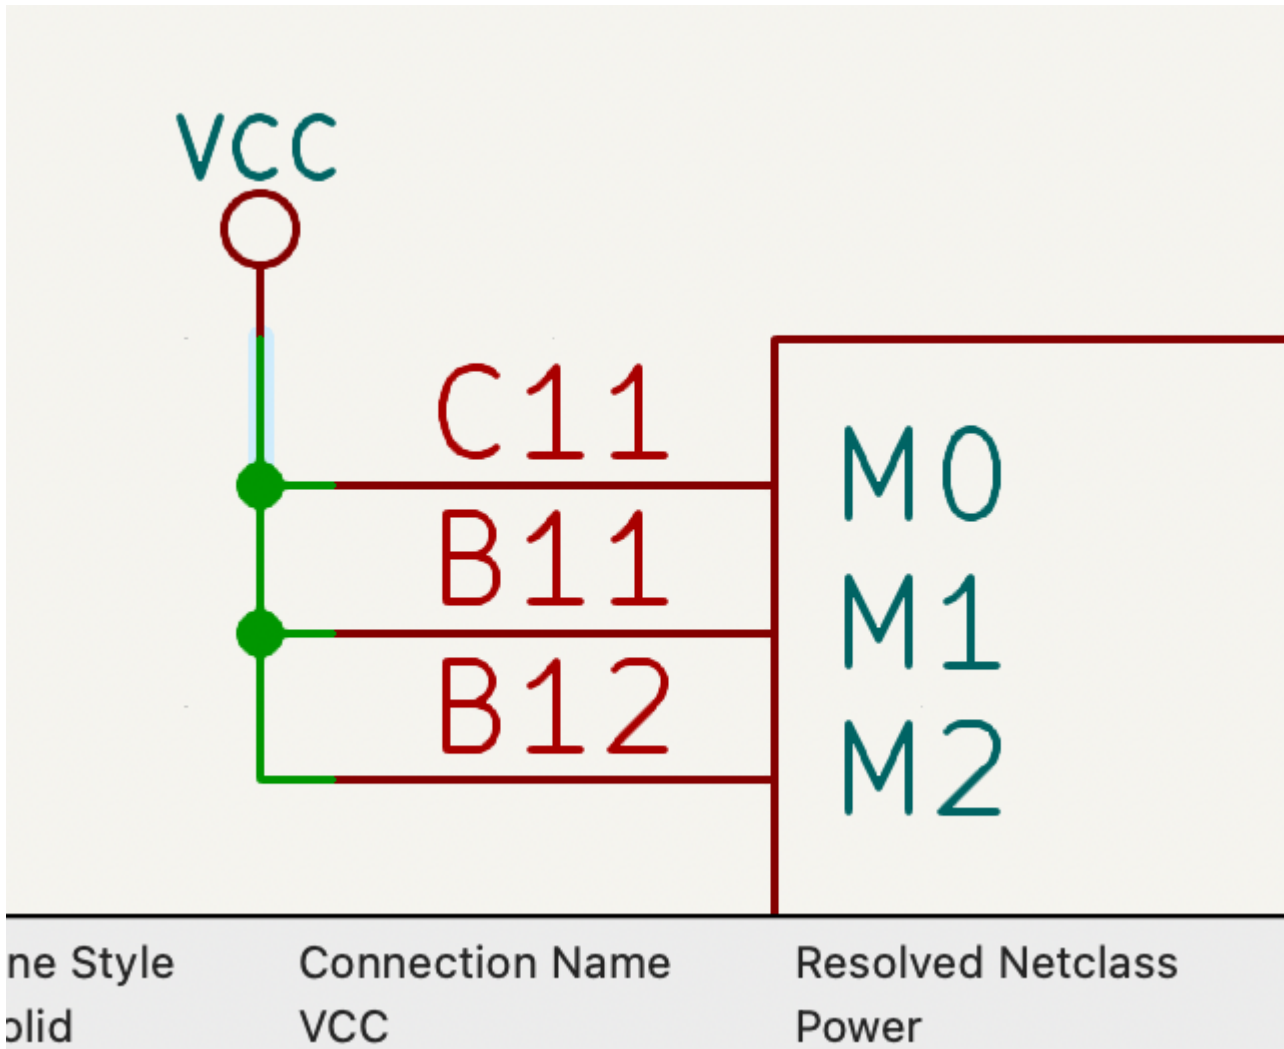 VCC
C11
M0
B11
M1
B12
M2
ne Style Connection Name Resolved Netclass
olid VCC Power